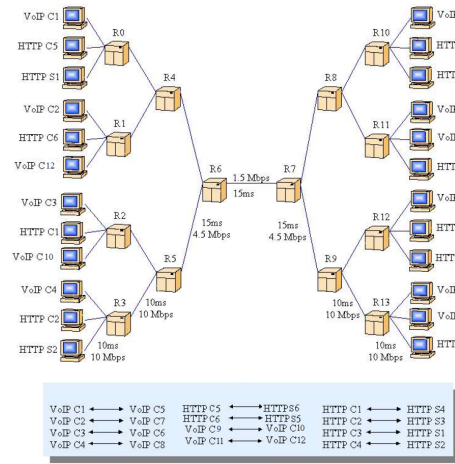 VoIP C1
HTTP C5
HTTP S1
VoIP C2
HTTP C6
VoIP C12
VoIP C3
HTTP C1
VoIP C10
VoIP C4
HTTP C2
HTTP S2
R0
R1
R4
R2
R3
R5
R6
R7
1.5 Mbps
15ms
15ms
4.5 Mbps
15ms
4.5 Mbps
10ms
10 Mbps
10ms
10 Mbps
R8
R10
R11
R12
R9
R13
10ms
10 Mbps
10ms
10 Mbps
VoIP C1 VoIP C5
VoIP C2 VoIP C7
VoIP C3 VoIP C6
VoIP C4 VoIP C8
HTTP C5 HTTP S6
HTTP C6 HTTP S5
VoIP C9 VoIP C10
VoIP C11 VoIP C12
HTTP C1 HTTP S4
HTTP C2 HTTP S3
HTTP C3 HTTP S1
HTTP C4 HTTP S2